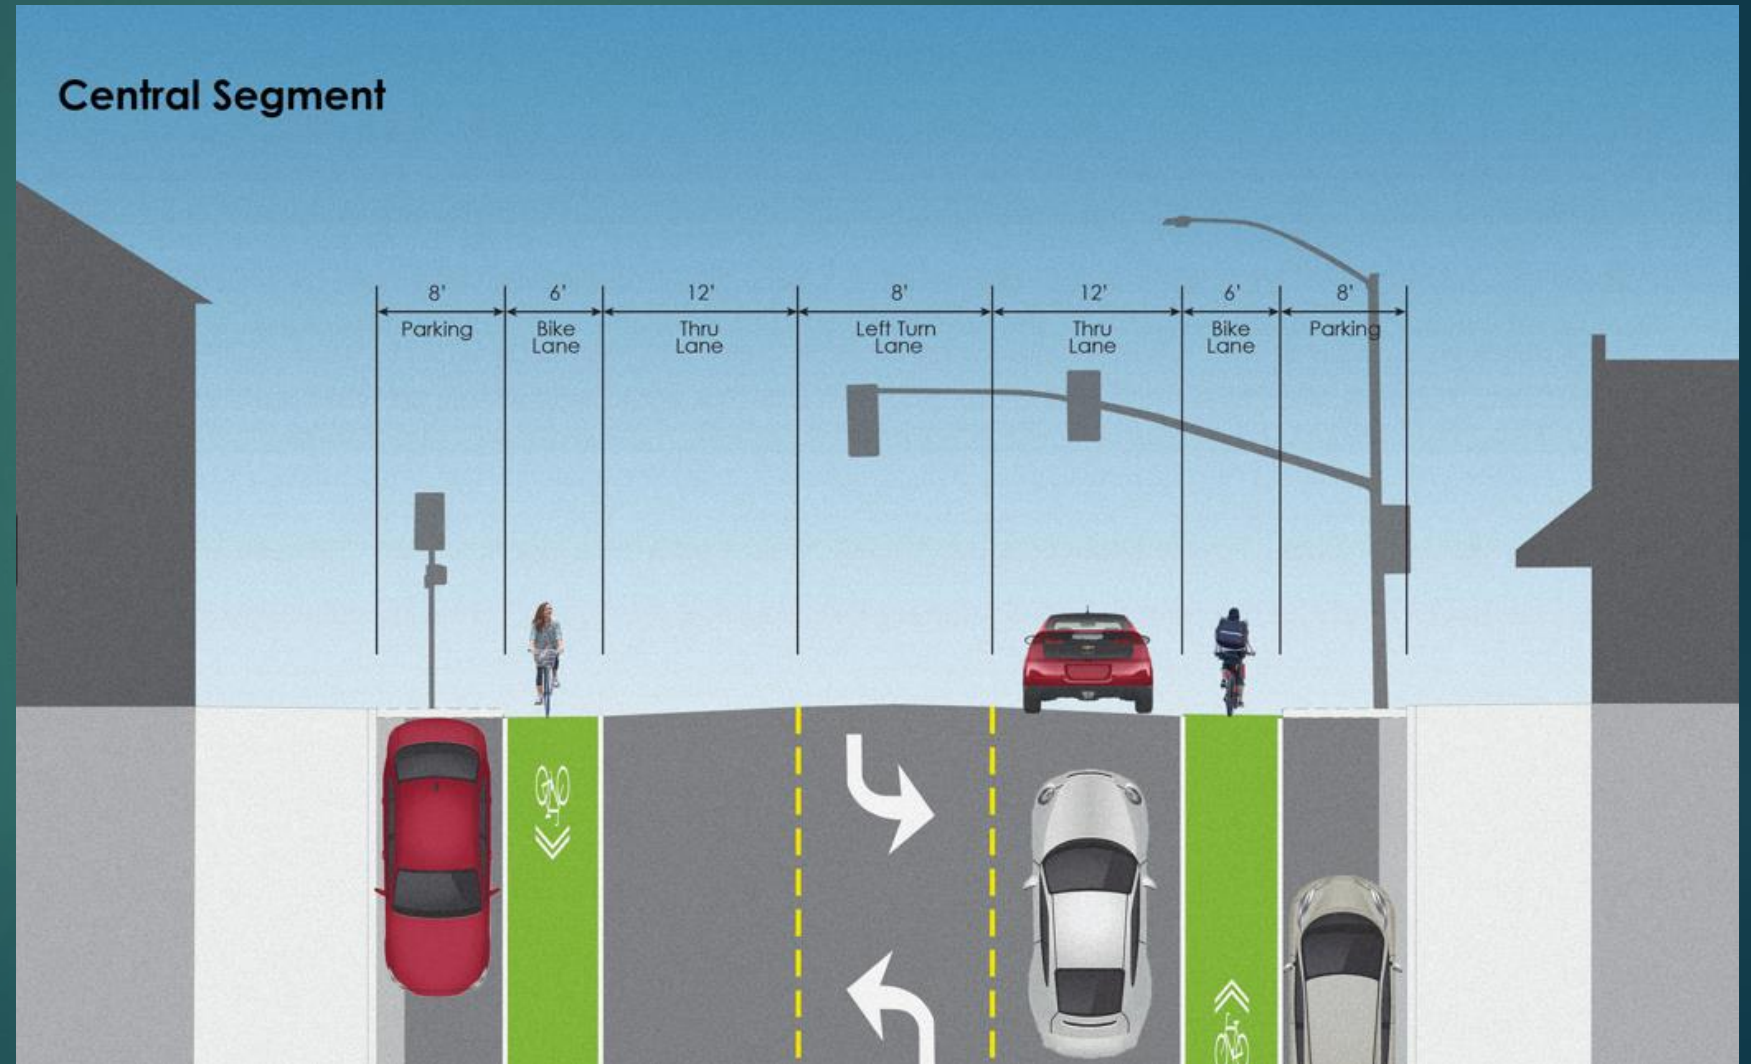 Central Segment
8' 6' 12' 8' 12' 6' 8'
Parking Bike Lane Thru Lane Left Turn Lane Thru Lane Bike Lane Parking